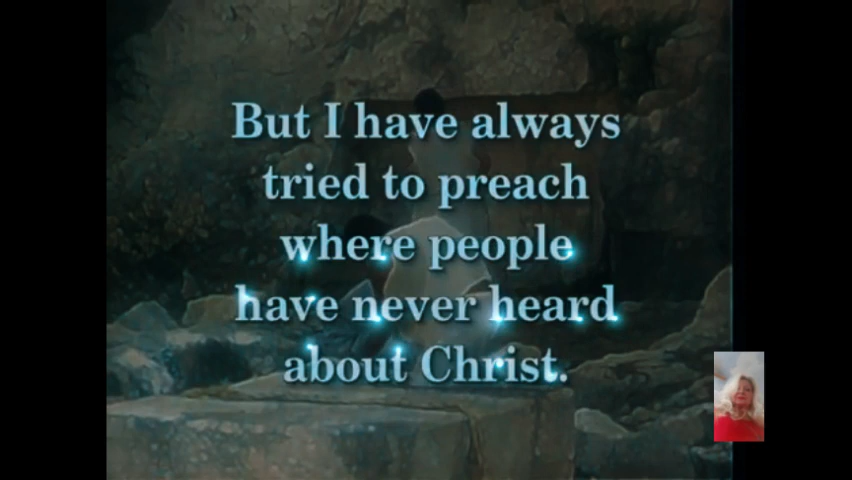 But I have always
tried to preach
where people
have never heard
about Christ.